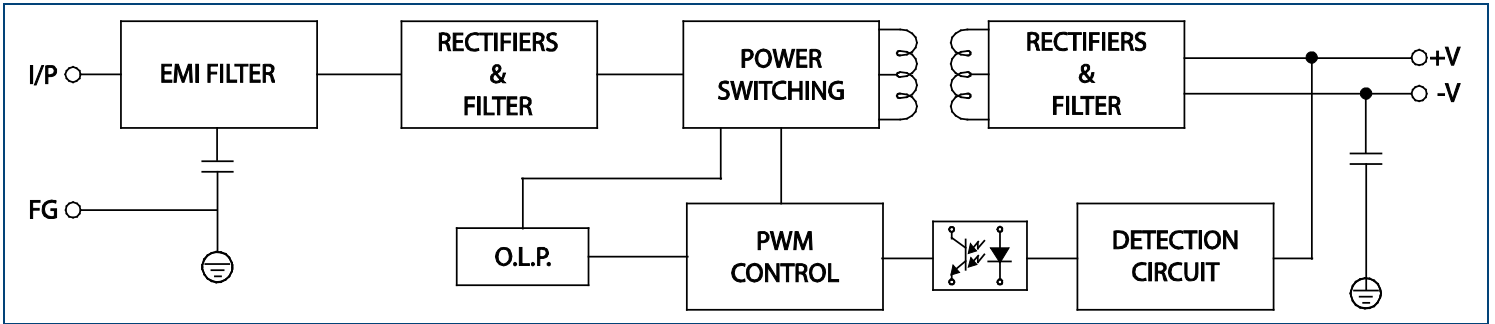 I/P
EMI FILTER
RECTIFIERS
&
FILTER
POWER
SWITCHING
RECTIFIERS
&
FILTER
+V
-V
FG
O.L.P.
PWM
CONTROL
DETECTION
CIRCUIT